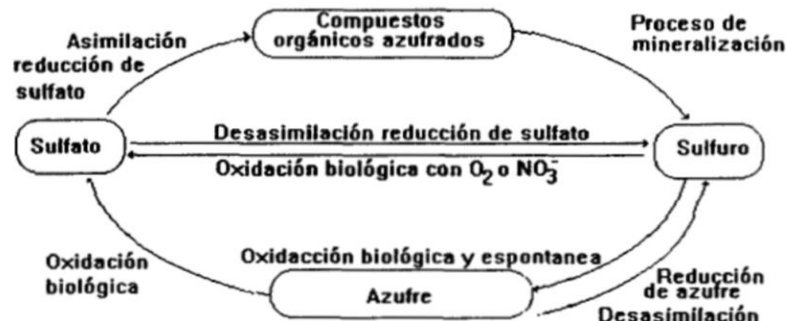 Compuestos
orgánicos azufrados
Asimilación
reducción de
sulfato
Proceso de
mineralización
Sulfato
Desasimilación reducción de sulfato
Oxidación biológica con O₂ o NO₃⁻
Sulfuro
Oxidacción biológica y espontanea
Oxidación
biológica
Azufre
Reducción
de azufre
Desasimilación